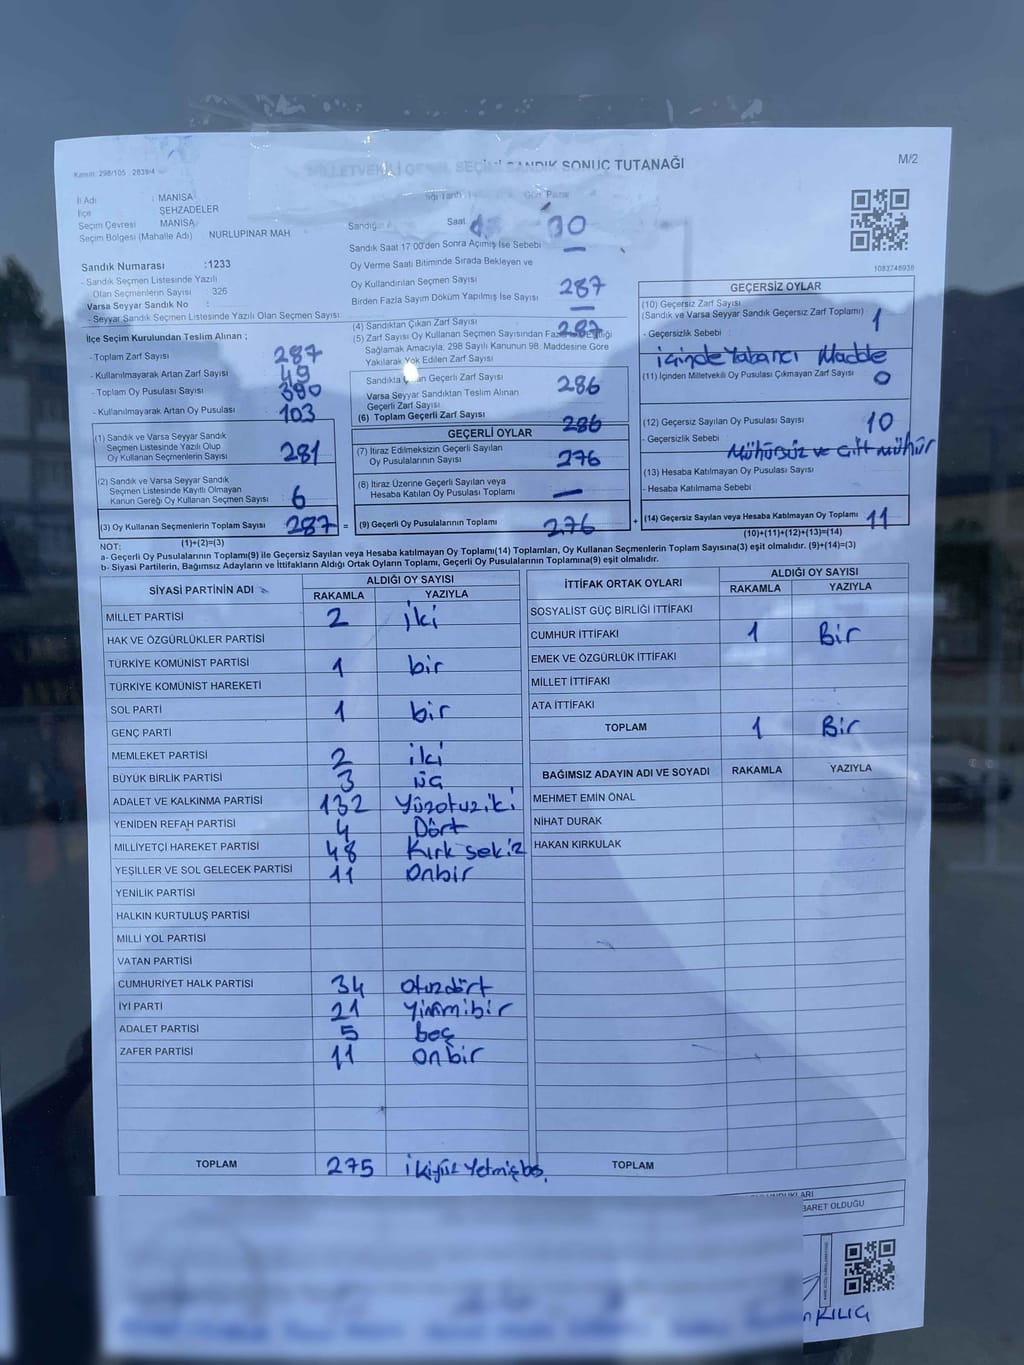 Kanun: 298/105 , 2839/4
SEÇİMİ SANDIK SONUÇ TUTANAĞI
M/2
İl Adı : MANİSA
İlçe ŞEHZADELER
Seçim Çevresi MANİSA
Seçim Bölgesi (Mahalle Adı) NURLUPINAR MAH.
Sandık Numarası :1233
- Sandık Seçmen Listesinde Yazılı
Olan Seçmenlerin Sayısı 326
Varsa Seyyar Sandık No :
- Seyyar Sandık Seçmen Listesinde Yazılı Olan Seçmen Sayısı:
İlçe Seçim Kurulundan Teslim Alınan ;
- Toplam Zarf Sayısı 287
- Kullanılmayarak Artan Zarf Sayısı 49
- Toplam Oy Pusulası Sayısı 390
- Kullanılmayarak Artan Oy Pusulası 103
(1) Sandık ve Varsa Seyyar Sandık
Seçmen Listesinde Yazılı Olup
Oy Kullanan Seçmenlerin Sayısı 281
(2) Sandık ve Varsa Seyyar Sandık
Seçmen Listesinde Kayıtlı Olmayan
Kanun Gereği Oy Kullanan Seçmen Sayısı 6
(3) Oy Kullanan Seçmenlerin Toplam Sayısı 287 =
(1)+(2)=(3)
Saat 30
Sandık Saat 17:00'den Sonra Açılmış İse Sebebi —
Oy Verme Saati Bitiminde Sırada Bekleyen ve
Oy Kullandırılan Seçmen Sayısı 287
Birden Fazla Sayım Döküm Yapılmış İse Sayısı —
(4) Sandıktan Çıkan Zarf Sayısı 287
(5) Zarf Sayısı Oy Kullanan Seçmen Sayısından
Sağlamak Amacıyla, 298 Sayılı Kanunun 98. Maddesine Göre
Yakılarak Yok Edilen Zarf Sayısı
Sandıkta Çıkan Geçerli Zarf Sayısı 286
Varsa Seyyar Sandıktan Teslim Alınan
Geçerli Zarf Sayısı
(6) Toplam Geçerli Zarf Sayısı 286
GEÇERLİ OYLAR
(7) İtiraz Edilmeksizin Geçerli Sayılan
Oy Pusulalarının Sayısı 276
(8) İtiraz Üzerine Geçerli Sayılan veya
Hesaba Katılan Oy Pusulası Toplamı —
(9) Geçerli Oy Pusulalarının Toplamı 276 +
1083748936
GEÇERSİZ OYLAR
(10) Geçersiz Zarf Sayısı
(Sandık ve Varsa Seyyar Sandık Geçersiz Zarf Toplamı) 1
- Geçersizlik Sebebi :
içinde Yabancı Madde
(11) İçinden Milletvekili Oy Pusulası Çıkmayan Zarf Sayısı 0
(12) Geçersiz Sayılan Oy Pusulası Sayısı 10
- Geçersizlik Sebebi Mühürsüz ve Çift mühür
(13) Hesaba Katılmayan Oy Pusulası Sayısı
- Hesaba Katılmama Sebebi
(14) Geçersiz Sayılan veya Hesaba Katılmayan Oy Toplamı 11
(10)+(11)+(12)+(13)=(14)
NOT:
a- Geçerli Oy Pusulalarının Toplamı(9) ile Geçersiz Sayılan veya Hesaba katılmayan Oy Toplamı(14) Toplamları, Oy Kullanan Seçmenlerin Toplam Sayısına(3) eşit olmalıdır. (9)+(14)=(3)
b- Siyasi Partilerin, Bağımsız Adayların ve İttifakların Aldığı Ortak Oyların Toplamı, Geçerli Oy Pusulalarının Toplamına(9) eşit olmalıdır.
SİYASİ PARTİNİN ADI ALDIĞI OY SAYISI
RAKAMLA YAZIYLA
MİLLET PARTİSİ 2 iki
HAK VE ÖZGÜRLÜKLER PARTİSİ
TÜRKİYE KOMÜNİST PARTİSİ 1 bir
TÜRKİYE KOMÜNİST HAREKETİ
SOL PARTİ 1 bir
GENÇ PARTİ
MEMLEKET PARTİSİ 2 iki
BÜYÜK BİRLİK PARTİSİ 3 üç
ADALET VE KALKINMA PARTİSİ 132 Yüzotuziki
YENİDEN REFAH PARTİSİ 4 Dört
MİLLİYETÇİ HAREKET PARTİSİ 48 Kırk sekiz
YEŞİLLER VE SOL GELECEK PARTİSİ 11 Onbir
YENİLİK PARTİSİ
HALKIN KURTULUŞ PARTİSİ
MİLLİ YOL PARTİSİ
VATAN PARTİSİ
CUMHURİYET HALK PARTİSİ 34 otuzdört
İYİ PARTİ 21 Yirmibir
ADALET PARTİSİ 5 beş
ZAFER PARTİSİ 11 onbir
TOPLAM 275 ikiyüz Yetmişbeş.
İTTİFAK ORTAK OYLARI ALDIĞI OY SAYISI
RAKAMLA YAZIYLA
SOSYALİST GÜÇ BİRLİĞİ İTTİFAKI
CUMHUR İTTİFAKI 1 Bir
EMEK VE ÖZGÜRLÜK İTTİFAKI
MİLLET İTTİFAKI
ATA İTTİFAKI
TOPLAM 1 Bir
BAĞIMSIZ ADAYIN ADI VE SOYADI RAKAMLA YAZIYLA
MEHMET EMİN ÖNAL
NİHAT DURAK
HAKAN KIRKULAK
TOPLAM
BARET OLDUĞU
KILIÇ